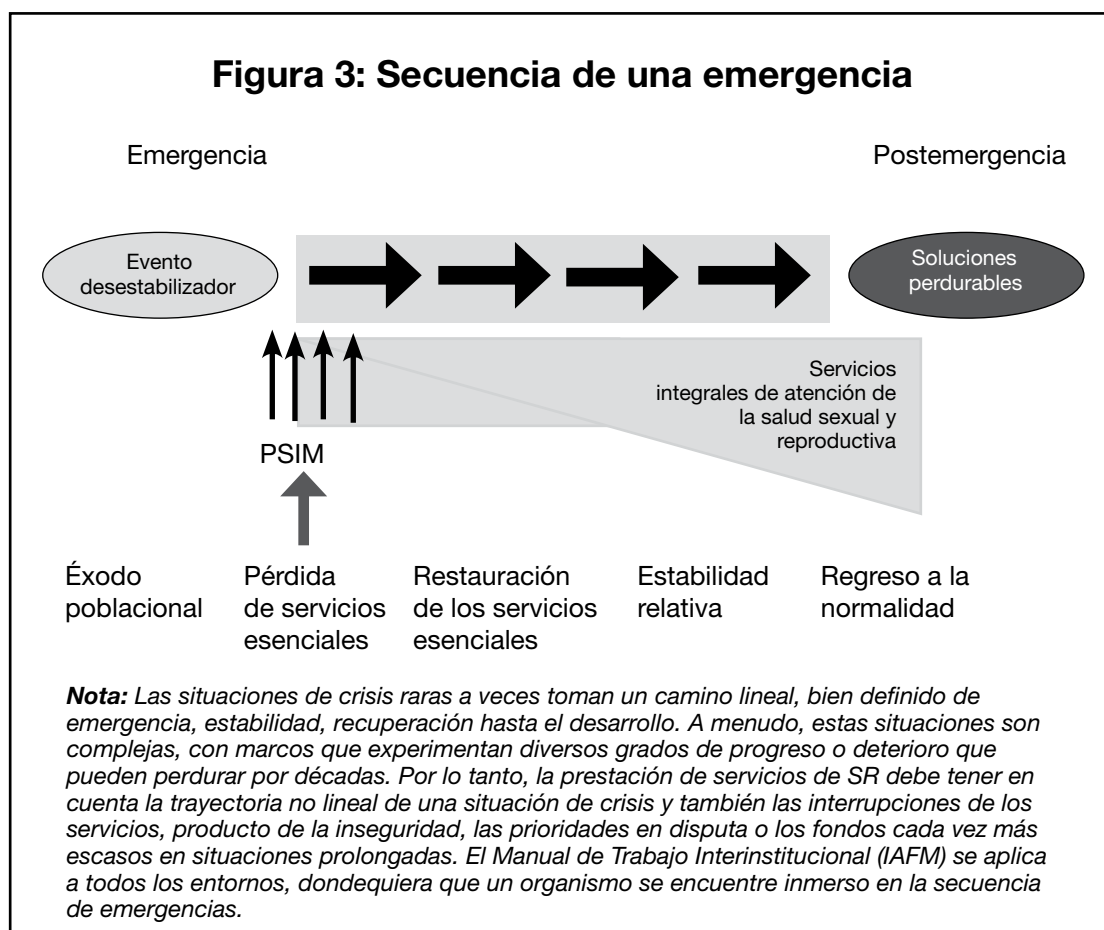 Figura 3: Secuencia de una emergencia
Emergencia
Postemergencia
Evento
desestabilizador
Soluciones
perdurables
Servicios
integrales de atención de
la salud sexual y
reproductiva
PSIM
Éxodo
poblacional
Pérdida
de servicios
esenciales
Restauración
de los servicios
esenciales
Estabilidad
relativa
Regreso a la
normalidad
Nota: Las situaciones de crisis raras a veces toman un camino lineal, bien definido de
emergencia, estabilidad, recuperación hasta el desarrollo. A menudo, estas situaciones son
complejas, con marcos que experimentan diversos grados de progreso o deterioro que
pueden perdurar por décadas. Por lo tanto, la prestación de servicios de SR debe tener en
cuenta la trayectoria no lineal de una situación de crisis y también las interrupciones de los
servicios, producto de la inseguridad, las prioridades en disputa o los fondos cada vez más
escasos en situaciones prolongadas. El Manual de Trabajo Interinstitucional (IAFM) se aplica
a todos los entornos, dondequiera que un organismo se encuentre inmerso en la secuencia
de emergencias.